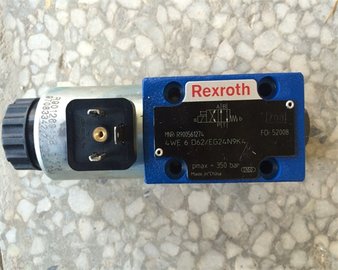 Rexroth
MNR: R900561274
FD: 52008
4WE 6 D62/EG24N9K4
pmax = 350 bar
Made in China